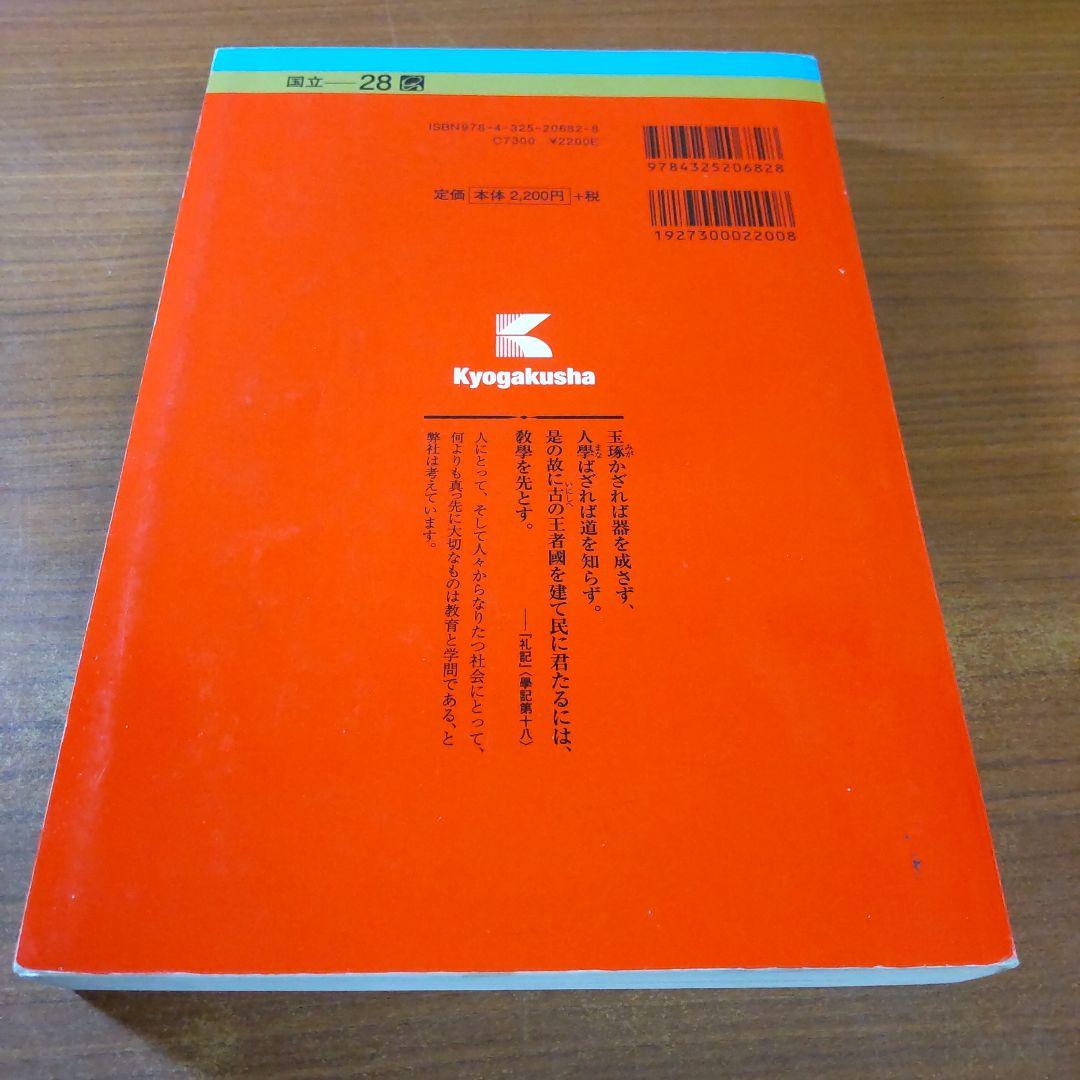 国立――28
ISBN978-4-325-20682-8
C7300 ¥2200E
定価 本体 2,200円 +税
9784325206828
1927300022008
Kyogakusha
玉琢かざれば器を成さず、
人學ばざれば道を知らず。
是の故に古の王者國を建て民に君たるには、
教學を先とす。
――『礼記』〈學記第十八〉
人にとって、そして人々からなりたつ社会にとって、
何よりも真っ先に大切なものは教育と学問である、と
弊社は考えています。